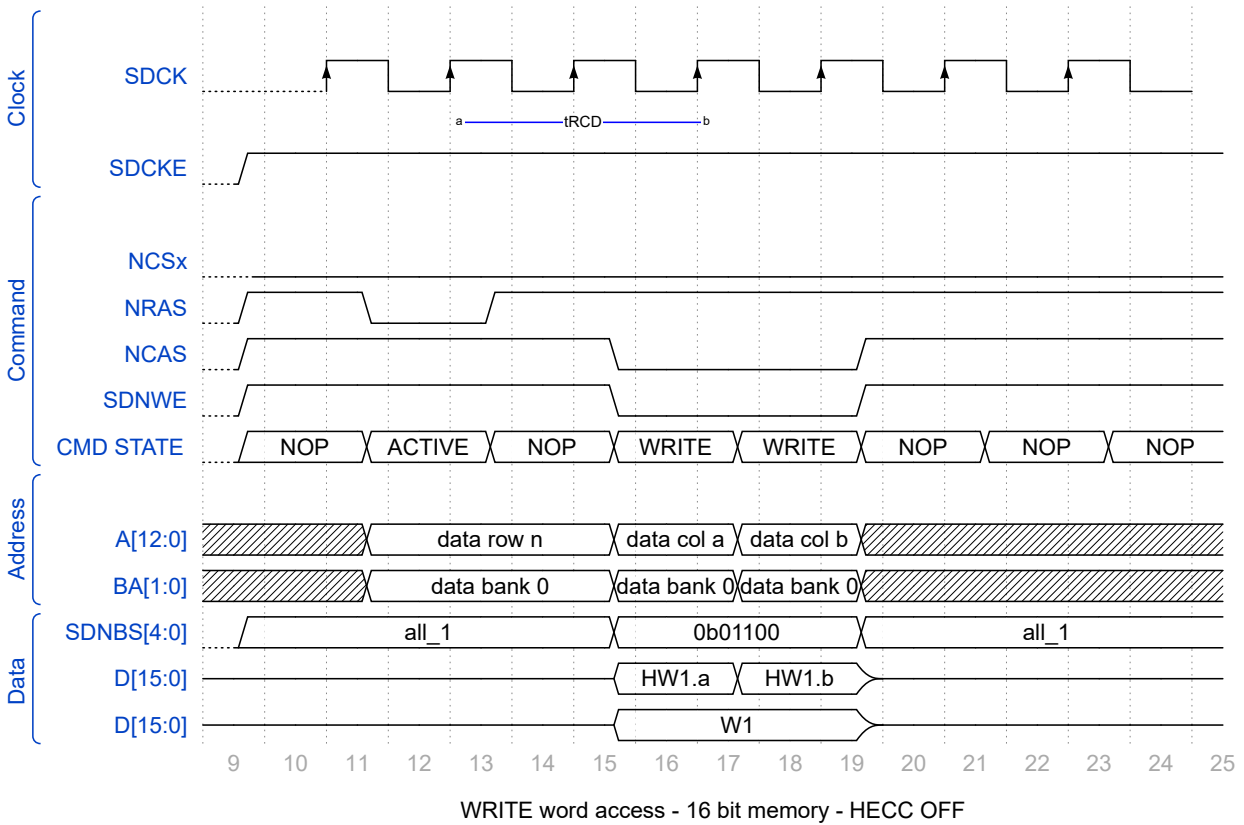 Clock
SDCK
a tRCD b
SDCKE
Command
NCSx
NRAS
NCAS
SDNWE
CMD STATE NOP ACTIVE NOP WRITE WRITE NOP NOP NOP
Address
A[12:0] data row n data col a data col b
BA[1:0] data bank 0 data bank 0 data bank 0
Data
SDNBS[4:0] all_1 0b01100 all_1
D[15:0] HW1.a HW1.b
D[15:0] W1
9 10 11 12 13 14 15 16 17 18 19 20 21 22 23 24 25
WRITE word access - 16 bit memory - HECC OFF